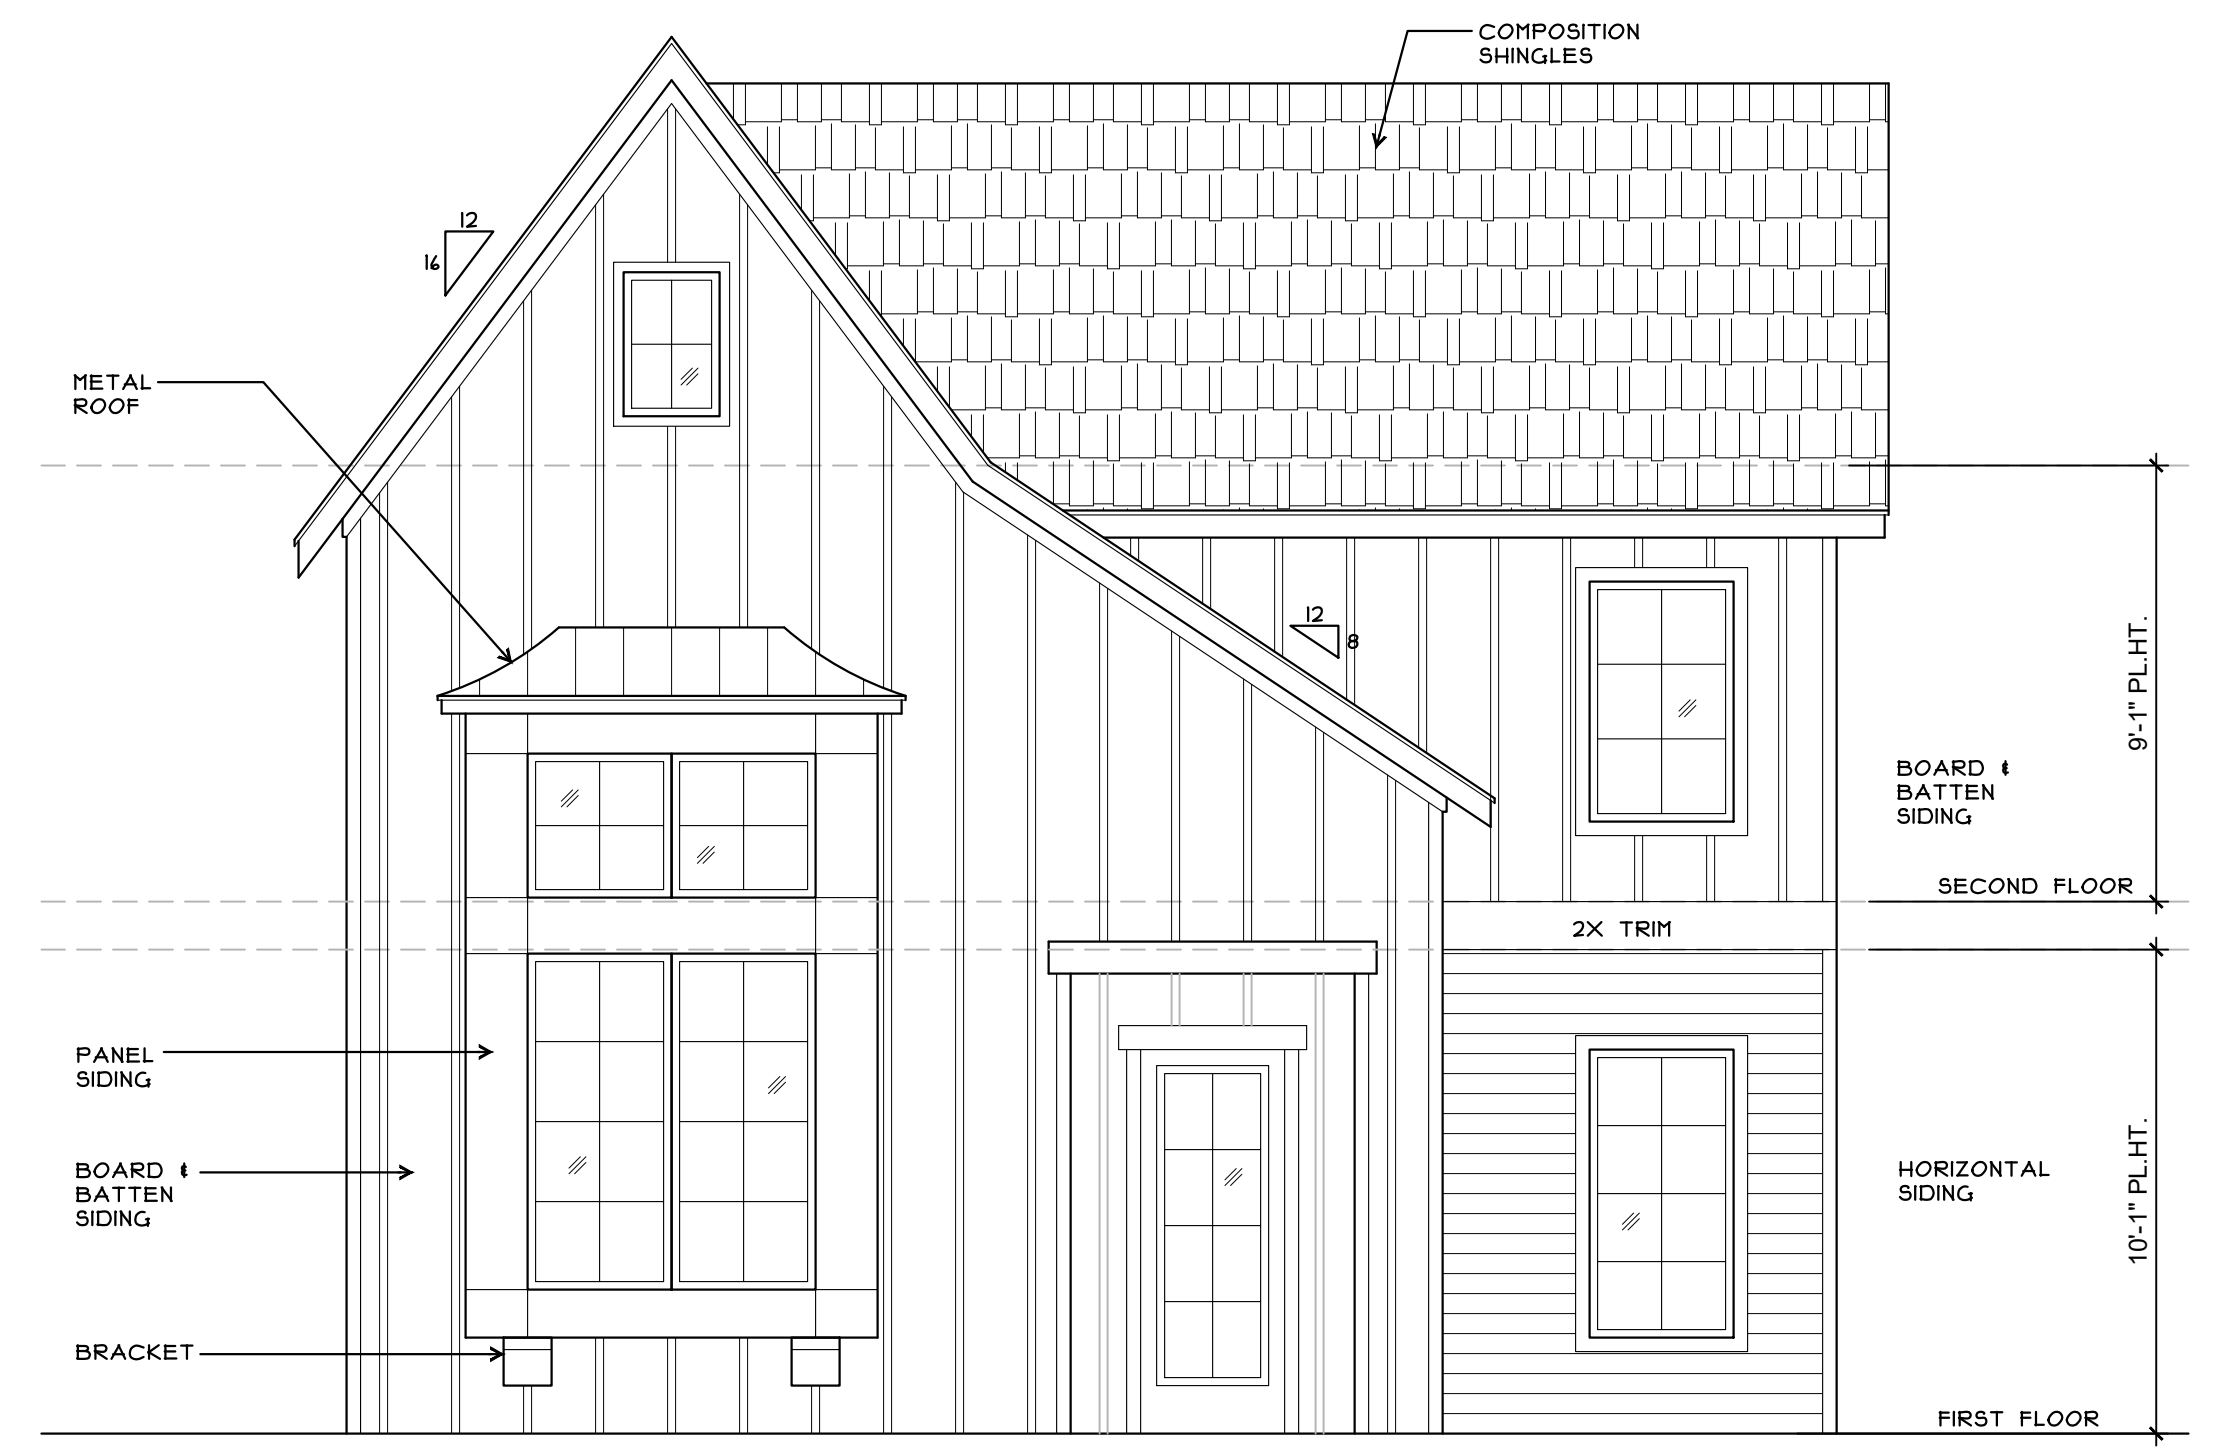 COMPOSITION
SHINGLES
12
16
METAL
ROOF
12
8
9'-1" PL.HT.
BOARD &
BATTEN
SIDING
SECOND FLOOR
2X TRIM
PANEL
SIDING
BOARD &
BATTEN
SIDING
HORIZONTAL
SIDING
10'-1" PL.HT.
BRACKET
FIRST FLOOR